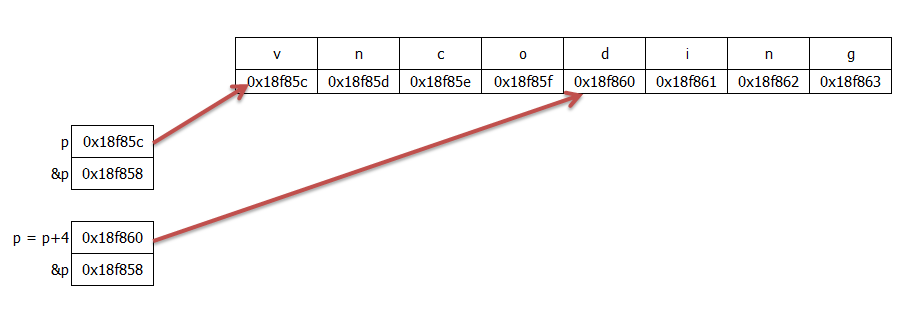 v n c o d i n g
0x18f85c 0x18f85d 0x18f85e 0x18f85f 0x18f860 0x18f861 0x18f862 0x18f863
p 0x18f85c
&p 0x18f858
p = p+4 0x18f860
&p 0x18f858